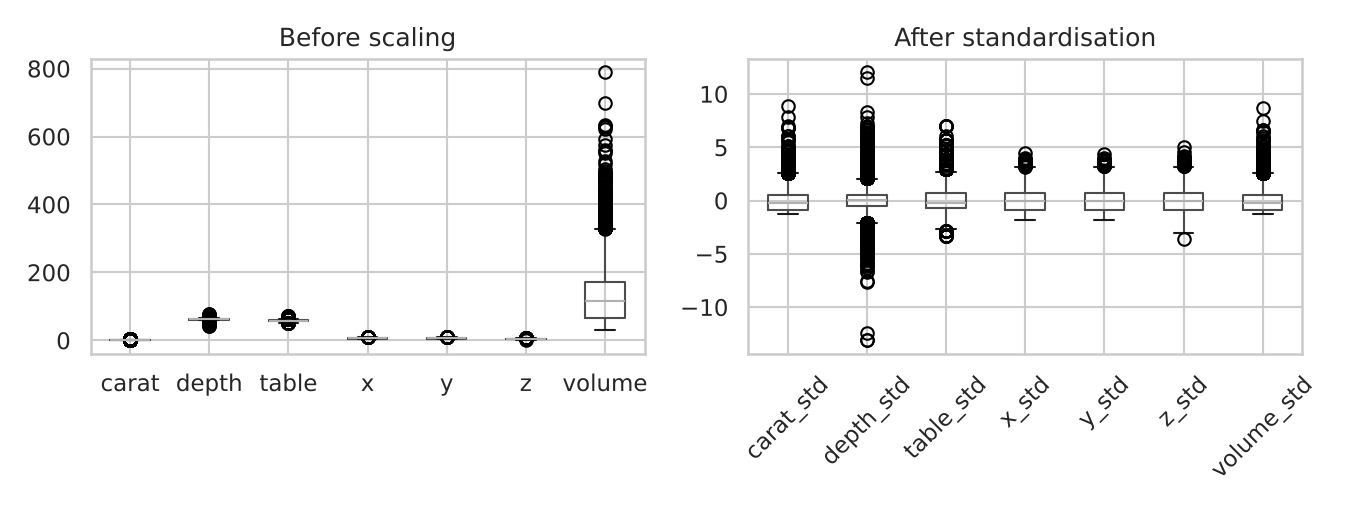 Before scaling
800
600
400
200
0
carat depth table x y z volume
After standardisation
10
5
0
−5
−10
carat_std depth_std table_std x_std y_std z_std volume_std